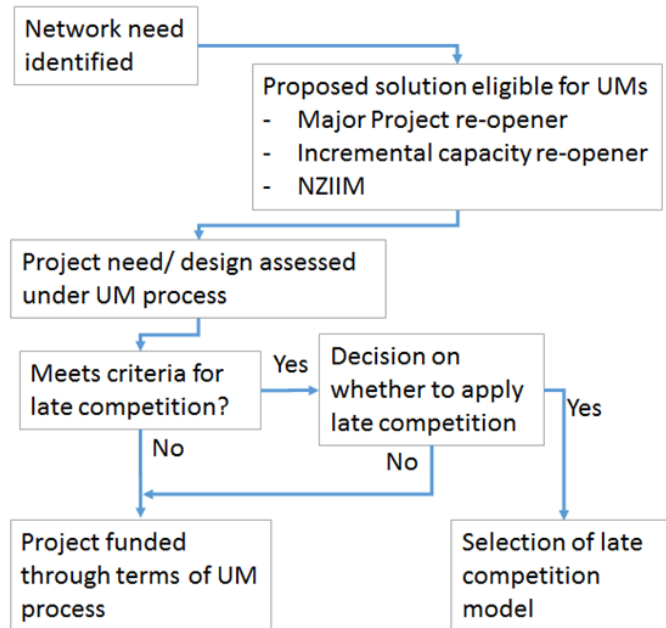 Network need
identified
Proposed solution eligible for UMs
- Major Project re-opener
- Incremental capacity re-opener
- NZIIM
Project need/ design assessed
under UM process
Meets criteria for
late competition?
Yes
Decision on
whether to apply
late competition
Yes
No
No
Project funded
through terms of UM
process
Selection of late
competition
model